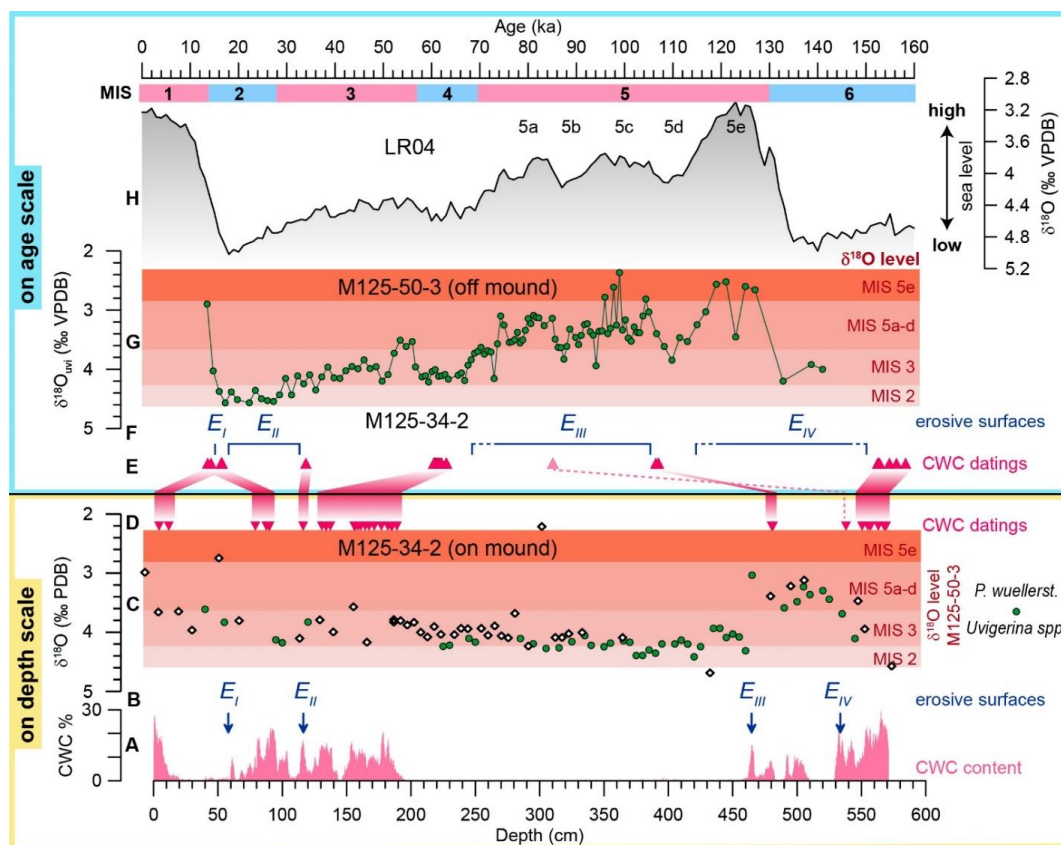 Age (ka)
0 10 20 30 40 50 60 70 80 90 100 110 120 130 140 150 160
MIS 1 2 3 4 5 6
5a 5b 5c 5d 5e
LR04
H
high
sea level
low
2.8
3.2
3.6
4
4.4
4.8
5.2
δ¹⁸O (‰ VPDB)
on age scale
δ¹⁸O level
M125-50-3 (off mound)
MIS 5e
MIS 5a-d
MIS 3
MIS 2
G
2
3
4
5
δ¹⁸Ouvi (‰ VPDB)
M125-34-2
F
EI EII EIII EIV
erosive surfaces
E
CWC datings
D
CWC datings
on depth scale
M125-34-2 (on mound)
MIS 5e
MIS 5a-d
MIS 3
MIS 2
C
2
3
4
5
δ¹⁸O (‰ PDB)
δ¹⁸O level
M125-50-3
P. wuellerst.
Uvigerina spp
B
EI EII EIII EIV
erosive surfaces
A
30
0
CWC %
CWC content
0 50 100 150 200 250 300 350 400 450 500 550 600
Depth (cm)